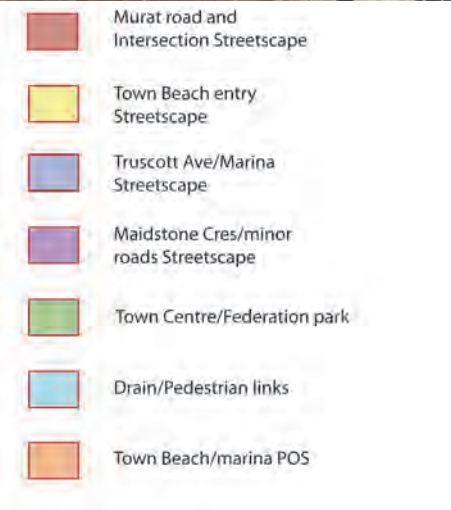 Murat road and
Intersection Streetscape
Town Beach entry
Streetscape
Truscott Ave/Marina
Streetscape
Maidstone Cres/minor
roads Streetscape
Town Centre/Federation park
Drain/Pedestrian links
Town Beach/marina POS